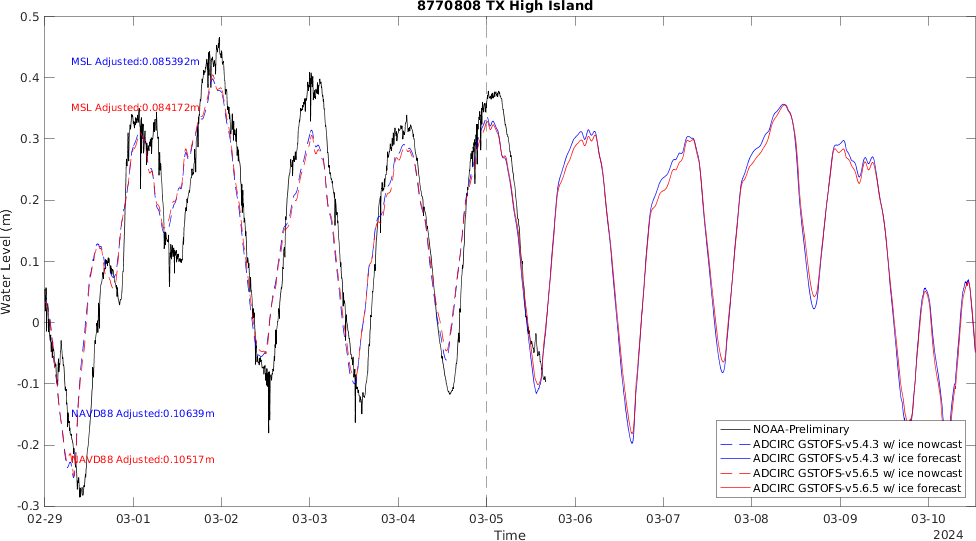 8770808 TX High Island
0.5
0.4
0.3
0.2
0.1
0
-0.1
-0.2
-0.3
Water Level (m)
MSL Adjusted:0.085392m
MSL Adjusted:0.084172m
NAVD88 Adjusted:0.10639m
NAVD88 Adjusted:0.10517m
NOAA-Preliminary
ADCIRC GSTOFS-v5.4.3 w/ ice nowcast
ADCIRC GSTOFS-v5.4.3 w/ ice forecast
ADCIRC GSTOFS-v5.6.5 w/ ice nowcast
ADCIRC GSTOFS-v5.6.5 w/ ice forecast
02-29 03-01 03-02 03-03 03-04 03-05 03-06 03-07 03-08 03-09 03-10
Time
2024